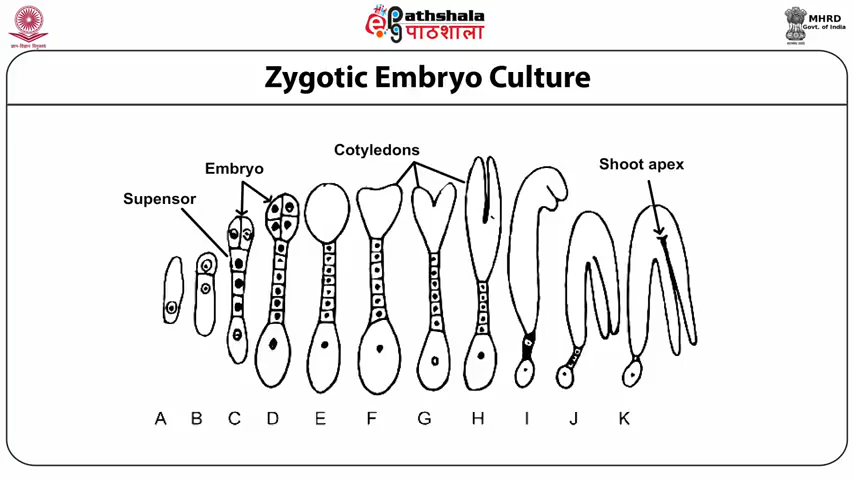 Pathshala
पाठशाला
MHRD
Govt. of India
Zygotic Embryo Culture
Cotyledons
Embryo
Shoot apex
Supensor
A B C D E F G H I J K